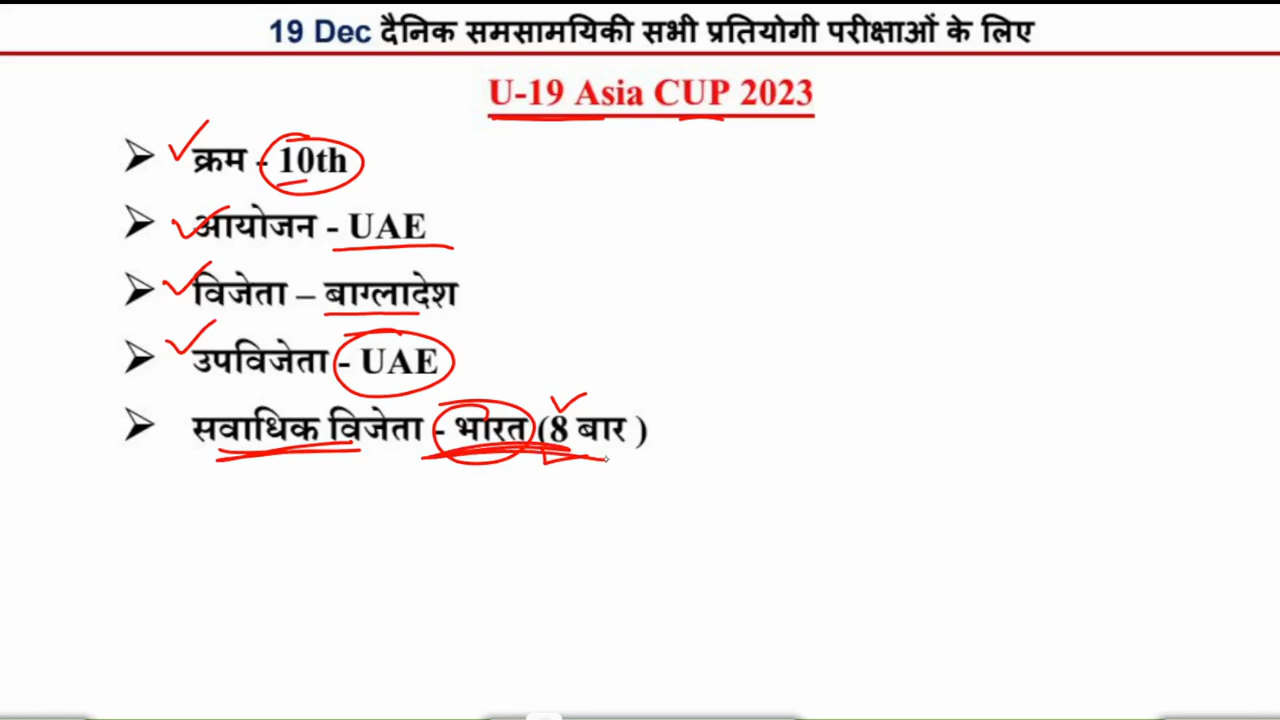 19 Dec दैनिक समसामयिकी सभी प्रतियोगी परीक्षाओं के लिए
U-19 Asia CUP 2023
क्रम - 10th
आयोजन - UAE
विजेता – बाग्लादेश
उपविजेता - UAE
सवाधिक विजेता - भारत (8 बार )